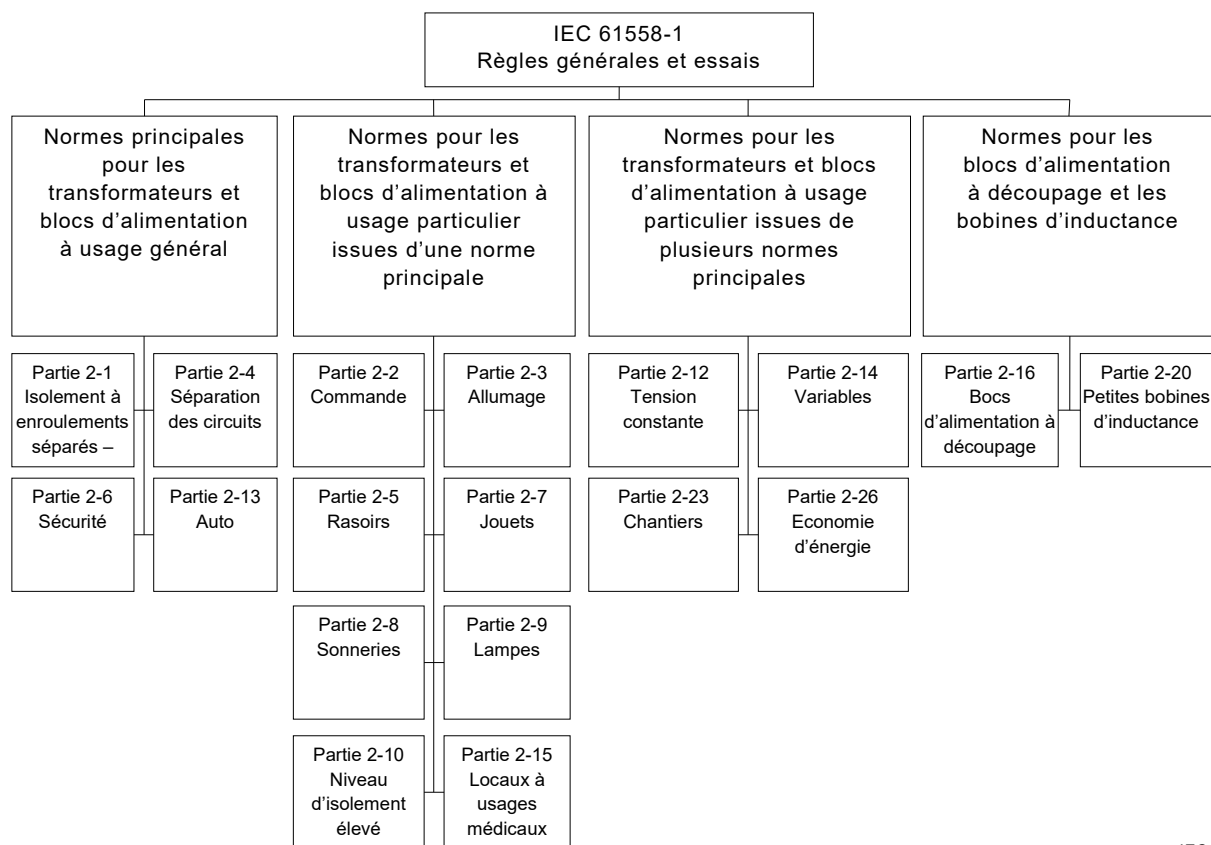 IEC 61558-1
Règles générales et essais
Normes principales
pour les
transformateurs et
blocs d'alimentation
à usage général
Normes pour les
transformateurs et
blocs d'alimentation à
usage particulier
issues d'une norme
principale
Normes pour les
transformateurs et blocs
d'alimentation à usage
particulier issues de
plusieurs normes
principales
Normes pour les
blocs d'alimentation
à découpage et les
bobines d'inductance
Partie 2-1
Isolement à
enroulements
séparés –
Partie 2-4
Séparation
des circuits
Partie 2-6
Sécurité
Partie 2-13
Auto
Partie 2-2
Commande
Partie 2-3
Allumage
Partie 2-5
Rasoirs
Partie 2-7
Jouets
Partie 2-8
Sonneries
Partie 2-9
Lampes
Partie 2-10
Niveau
d'isolement
élevé
Partie 2-15
Locaux à
usages
médicaux
Partie 2-12
Tension
constante
Partie 2-14
Variables
Partie 2-23
Chantiers
Partie 2-26
Economie
d'énergie
Partie 2-16
Bocs
d'alimentation à
découpage
Partie 2-20
Petites bobines
d'inductance